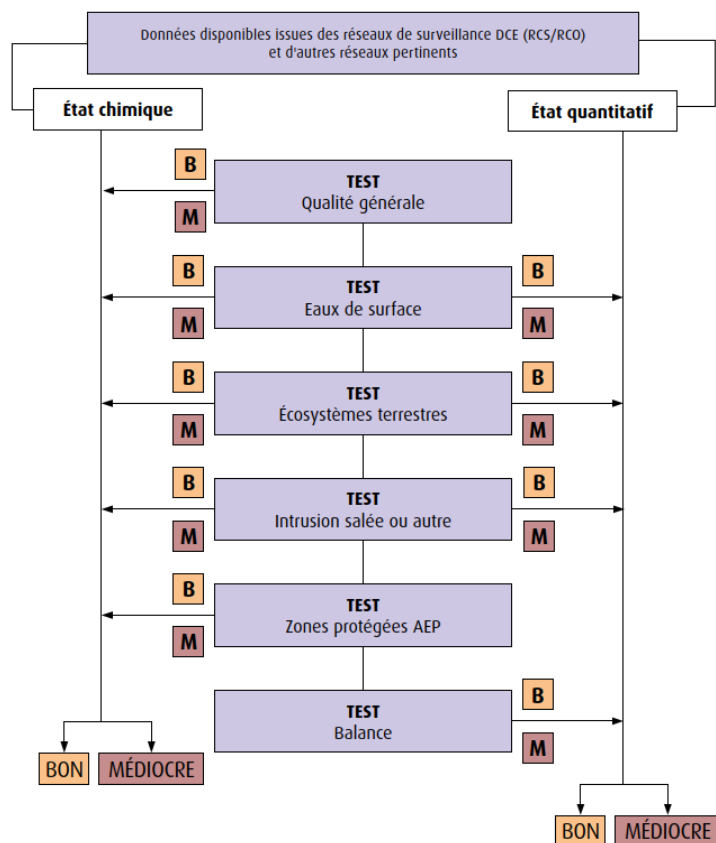 Données disponibles issues des réseaux de surveillance DCE (RCS/RCO)
et d'autres réseaux pertinents
État chimique
État quantitatif
B
TEST
Qualité générale
M
B
TEST
B
Eaux de surface
M
M
B
TEST
B
Écosystèmes terrestres
M
M
B
TEST
B
Intrusion salée ou autre
M
M
B
TEST
Zones protégées AEP
M
TEST
B
Balance
M
BON
MÉDIOCRE
BON
MÉDIOCRE